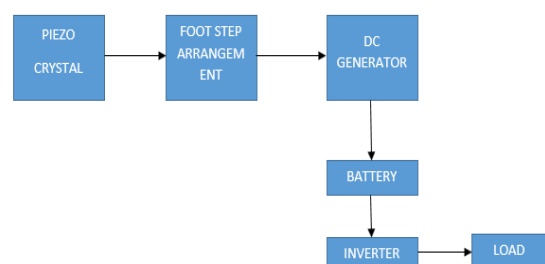 PIEZO
CRYSTAL
FOOT STEP
ARRANGEM
ENT
DC
GENERATOR
BATTERY
INVERTER
LOAD